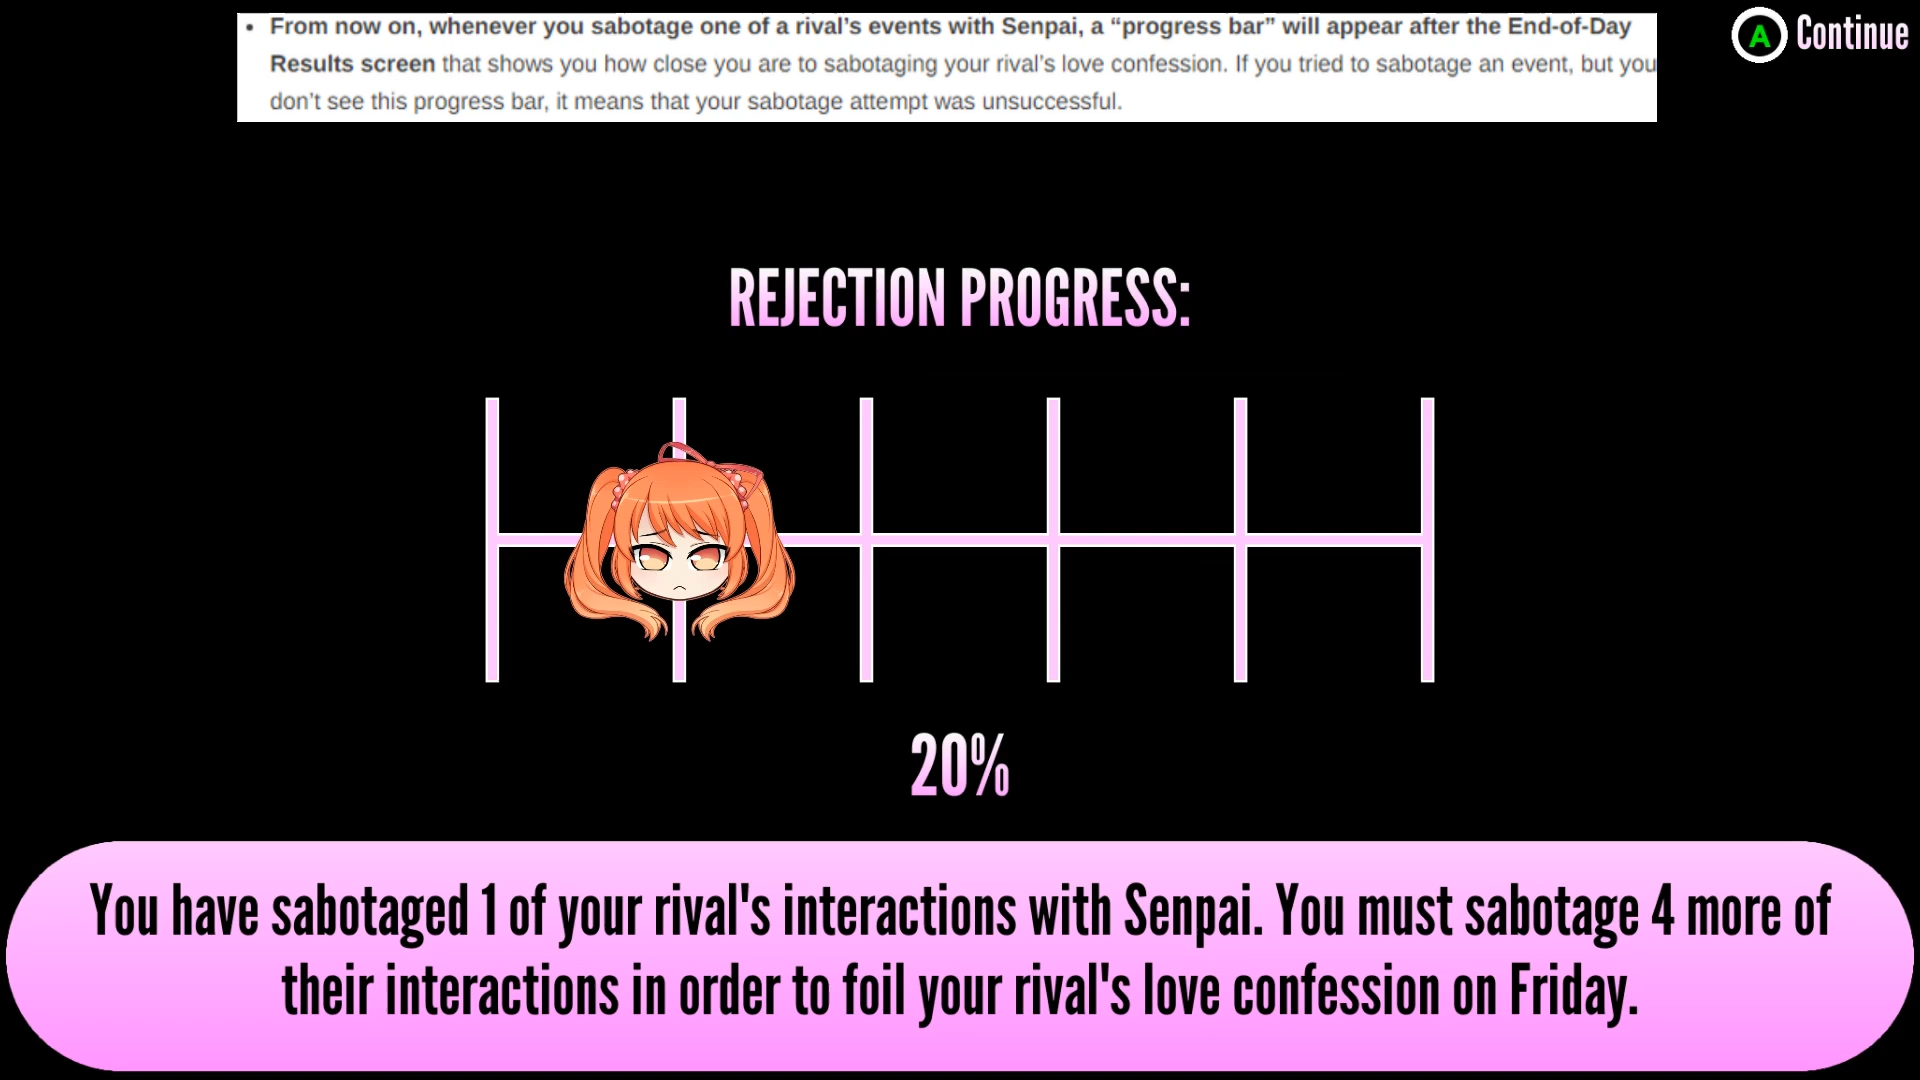 • From now on, whenever you sabotage one of a rival’s events with Senpai, a “progress bar” will appear after the End-of-Day
Results screen that shows you how close you are to sabotaging your rival’s love confession. If you tried to sabotage an event, but you
don’t see this progress bar, it means that your sabotage attempt was unsuccessful.
A Continue
REJECTION PROGRESS:
20%
You have sabotaged 1 of your rival's interactions with Senpai. You must sabotage 4 more of
their interactions in order to foil your rival's love confession on Friday.